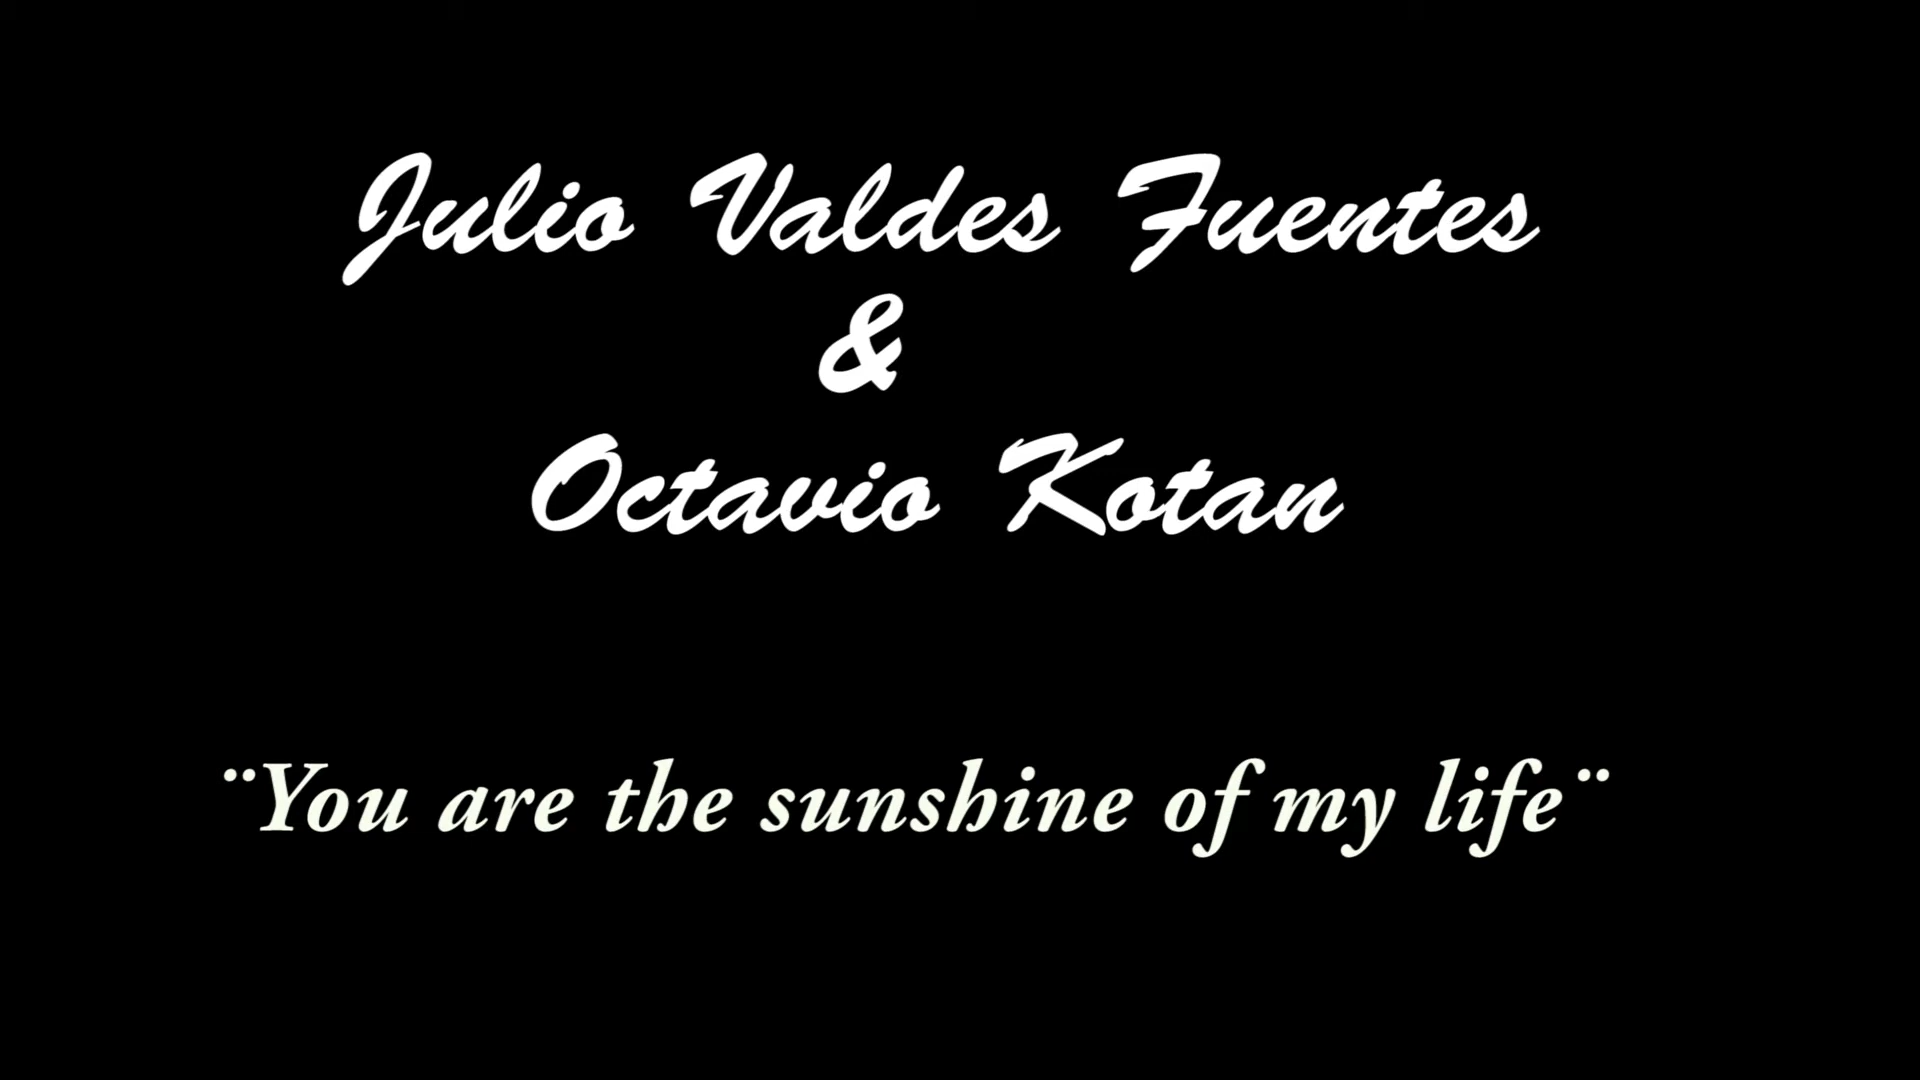 Julio Valdes Fuentes
&
Octavio Kotan
¨You are the sunshine of my life¨